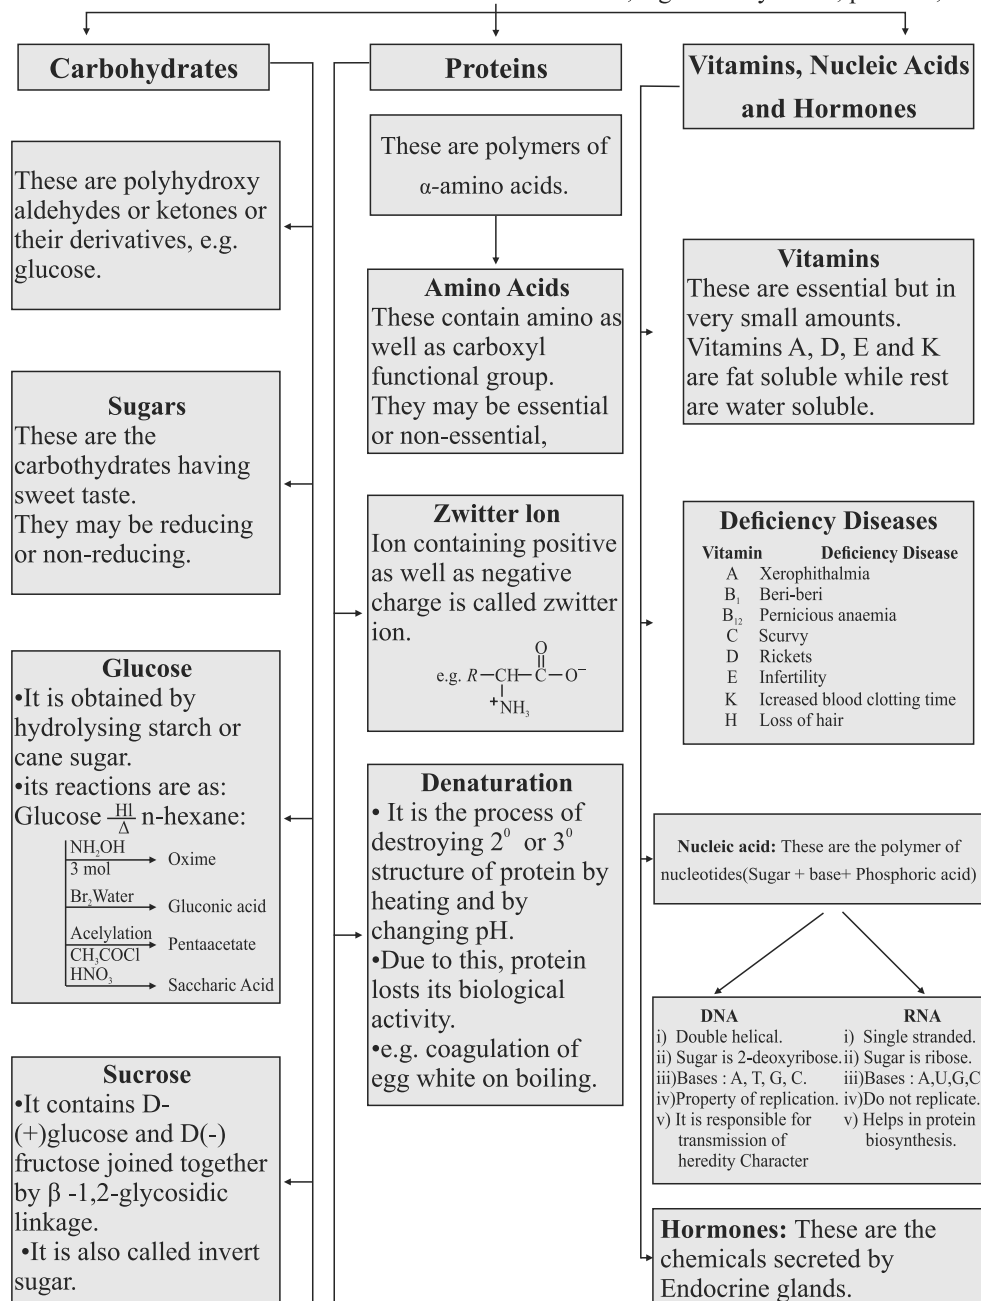 Carbohydrates
These are polyhydroxy
aldehydes or ketones or
their derivatives, e.g.
glucose.
Sugars
These are the
carbothydrates having
sweet taste.
They may be reducing
or non-reducing.
Glucose
•It is obtained by
hydrolysing starch or
cane sugar.
•its reactions are as:
Glucose HI/Δ n-hexane:
NH₂OH
3 mol
Oxime
Br₂Water
Gluconic acid
Acelylation
CH₃COCl
Pentaacetate
HNO₃
Saccharic Acid
Sucrose
•It contains D-
(+)glucose and D(-)
fructose joined together
by β -1,2-glycosidic
linkage.
•It is also called invert
sugar.
Proteins
These are polymers of
α-amino acids.
Amino Acids
These contain amino as
well as carboxyl
functional group.
They may be essential
or non-essential,
Zwitter lon
Ion containing positive
as well as negative
charge is called zwitter
ion.
O
e.g. R–CH–C–O⁻
⁺NH₃
Denaturation
• It is the process of
destroying 2⁰ or 3⁰
structure of protein by
heating and by
changing pH.
•Due to this, protein
losts its biological
activity.
•e.g. coagulation of
egg white on boiling.
Vitamins, Nucleic Acids
and Hormones
Vitamins
These are essential but in
very small amounts.
Vitamins A, D, E and K
are fat soluble while rest
are water soluble.
Deficiency Diseases
Vitamin Deficiency Disease
A Xerophithalmia
B₁ Beri-beri
B₁₂ Pernicious anaemia
C Scurvy
D Rickets
E Infertility
K Icreased blood clotting time
H Loss of hair
Nucleic acid: These are the polymer of
nucleotides(Sugar + base+ Phosphoric acid)
DNA
i) Double helical.
ii) Sugar is 2-deoxyribose.
iii)Bases : A, T, G, C.
iv)Property of replication.
v) It is responsible for
transmission of
heredity Character
RNA
i) Single stranded.
ii) Sugar is ribose.
iii)Bases : A,U,G,C
iv)Do not replicate.
v) Helps in protein
biosynthesis.
Hormones: These are the
chemicals secreted by
Endocrine glands.